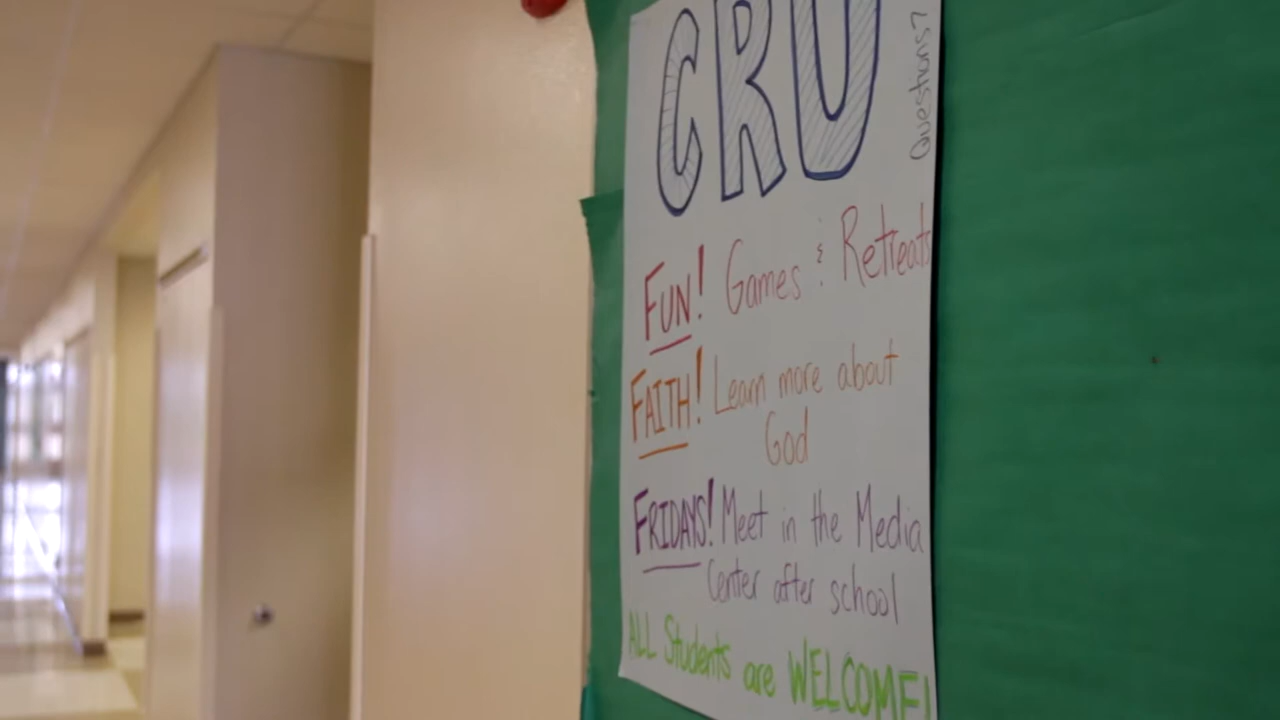 CRU
Questions?
FUN! Games & Retreats
FAITH! Learn more about
God
FRIDAYS! Meet in the Media
Center after school
ALL Students are WELCOME!